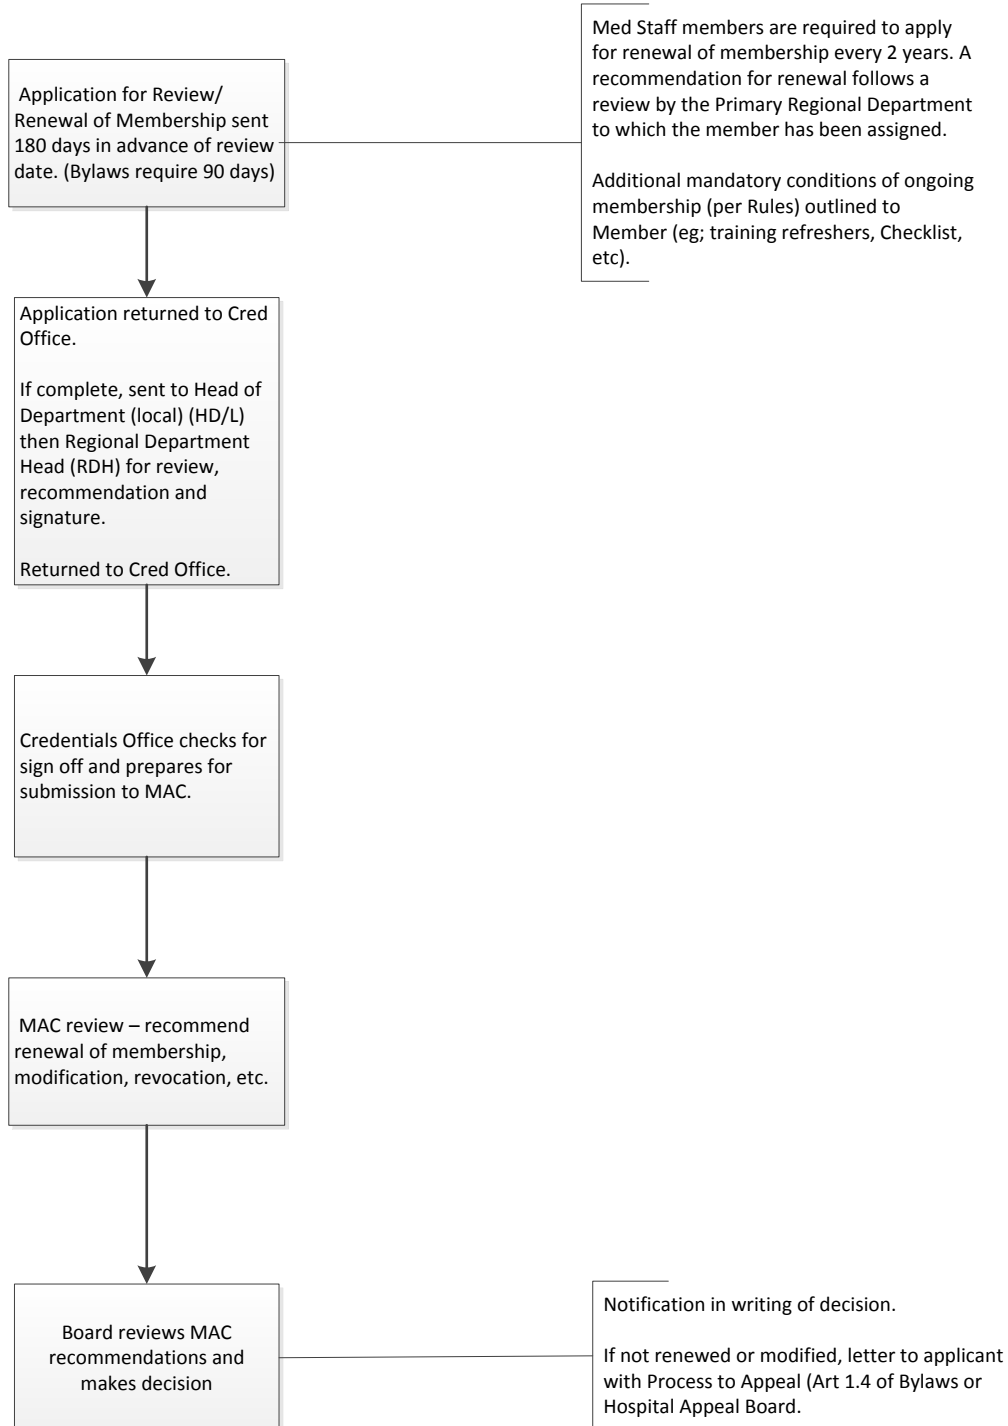 Application for Review/
Renewal of Membership sent
180 days in advance of review
date. (Bylaws require 90 days)
Med Staff members are required to apply
for renewal of membership every 2 years. A
recommendation for renewal follows a
review by the Primary Regional Department
to which the member has been assigned.
Additional mandatory conditions of ongoing
membership (per Rules) outlined to
Member (eg; training refreshers, Checklist,
etc).
Application returned to Cred
Office.
If complete, sent to Head of
Department (local) (HD/L)
then Regional Department
Head (RDH) for review,
recommendation and
signature.
Returned to Cred Office.
Credentials Office checks for
sign off and prepares for
submission to MAC.
MAC review – recommend
renewal of membership,
modification, revocation, etc.
Board reviews MAC
recommendations and
makes decision
Notification in writing of decision.
If not renewed or modified, letter to applicant
with Process to Appeal (Art 1.4 of Bylaws or
Hospital Appeal Board.